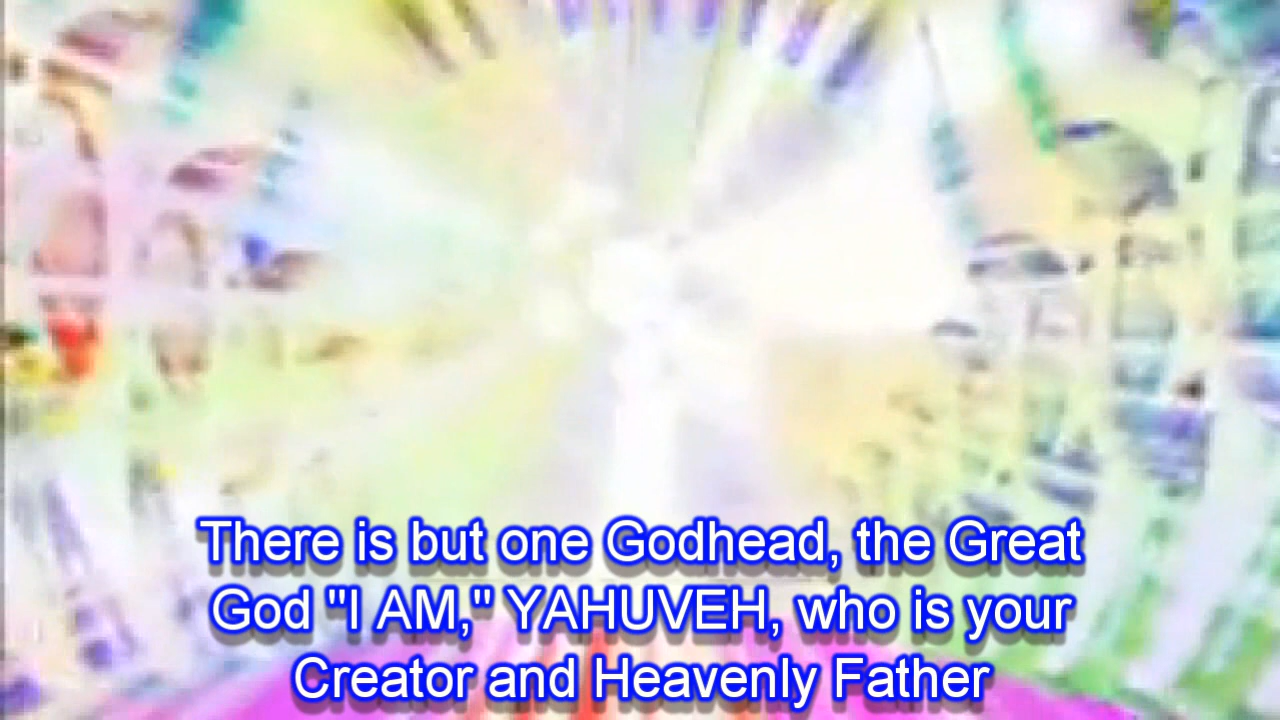 There is but one Godhead, the Great
God "I AM," YAHUVEH, who is your
Creator and Heavenly Father